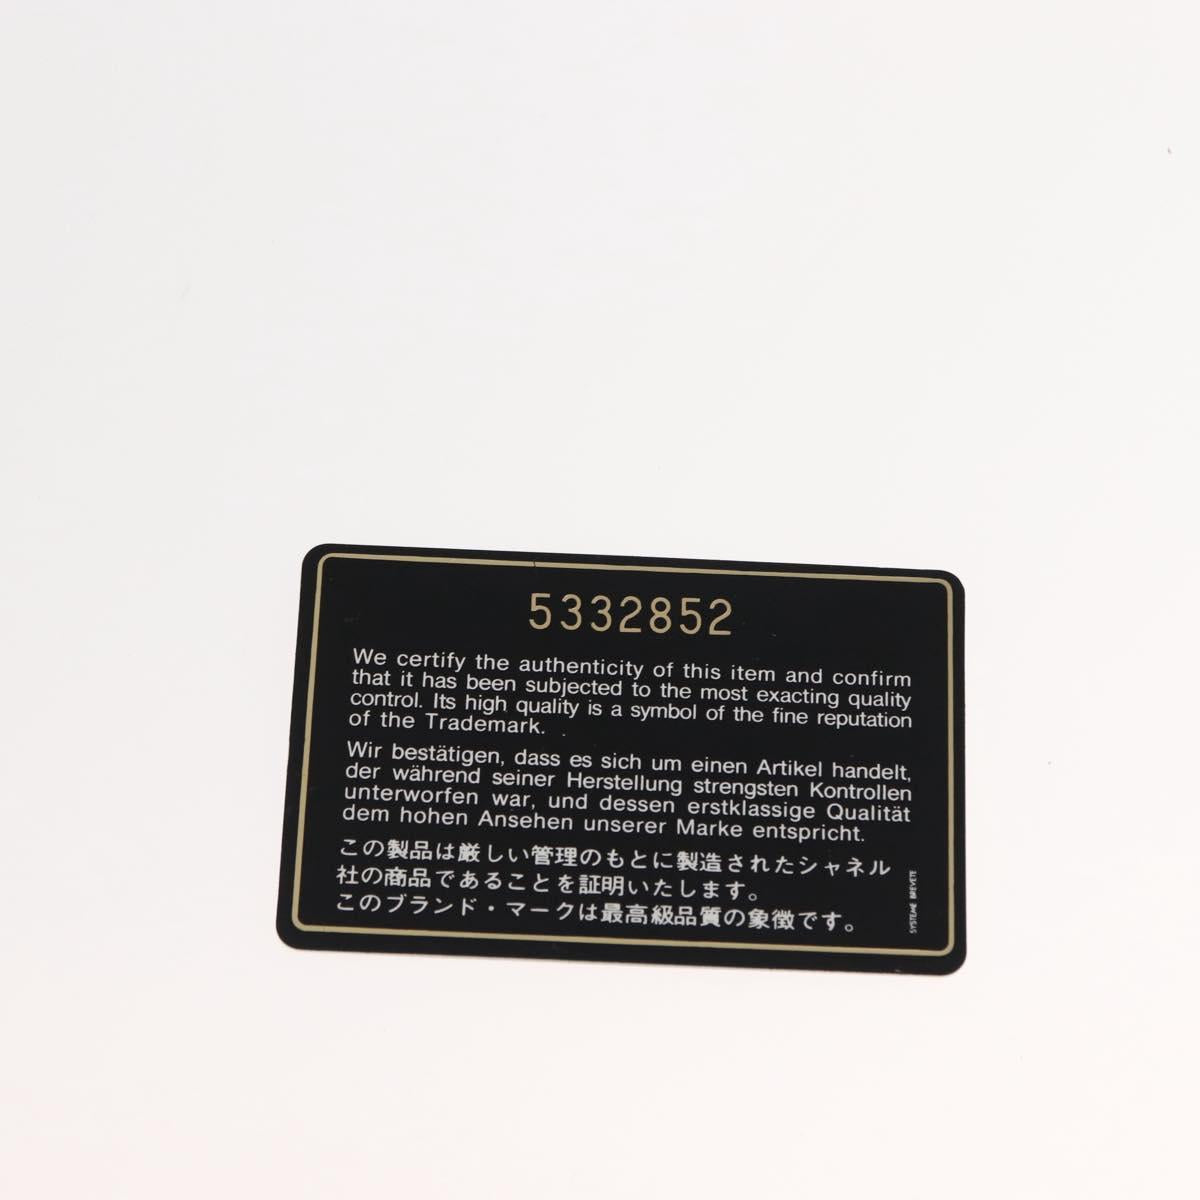 5332852
We certify the authenticity of this item and confirm
that it has been subjected to the most exacting quality
control. Its high quality is a symbol of the fine reputation
of the Trademark.
Wir bestätigen, dass es sich um einen Artikel handelt,
der während seiner Herstellung strengsten Kontrollen
unterworfen war, und dessen erstklassige Qualität
dem hohen Ansehen unserer Marke entspricht.
この製品は厳しい管理のもとに製造されたシャネル
社の商品であることを証明いたします。
このブランド・マークは最高級品質の象徴です。
SYSTEME BREVETE